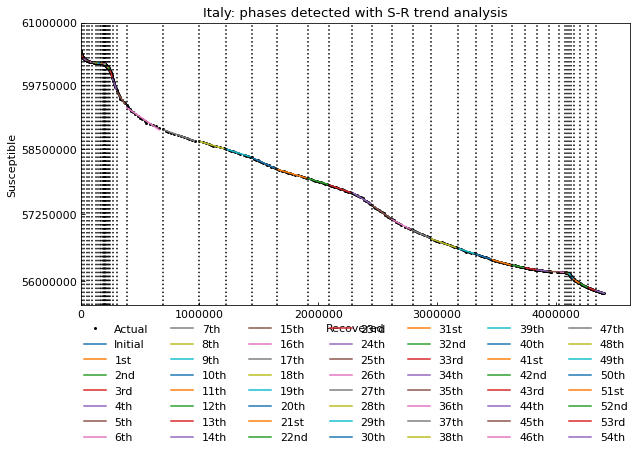 Italy: phases detected with S-R trend analysis
61000000
59750000
58500000
57250000
56000000
Susceptible
0 1000000 2000000 3000000 4000000
Recovered
Actual 7th 15th 23rd 31st 39th 47th
Initial 8th 16th 24th 32nd 40th 48th
1st 9th 17th 25th 33rd 41st 49th
2nd 10th 18th 26th 34th 42nd 50th
3rd 11th 19th 27th 35th 43rd 51st
4th 12th 20th 28th 36th 44th 52nd
5th 13th 21st 29th 37th 45th 53rd
6th 14th 22nd 30th 38th 46th 54th